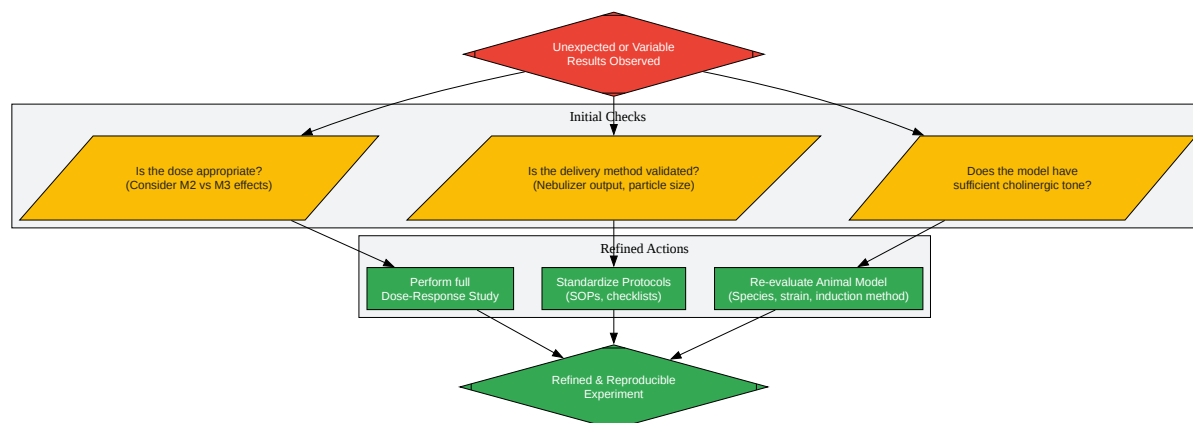 Unexpected or Variable
Results Observed
Initial Checks
Is the dose appropriate?
(Consider M2 vs M3 effects)
Is the delivery method validated?
(Nebulizer output, particle size)
Does the model have
sufficient cholinergic tone?
Refined Actions
Perform full
Dose-Response Study
Standardize Protocols
(SOPs, checklists)
Re-evaluate Animal Model
(Species, strain, induction method)
Refined & Reproducible
Experiment